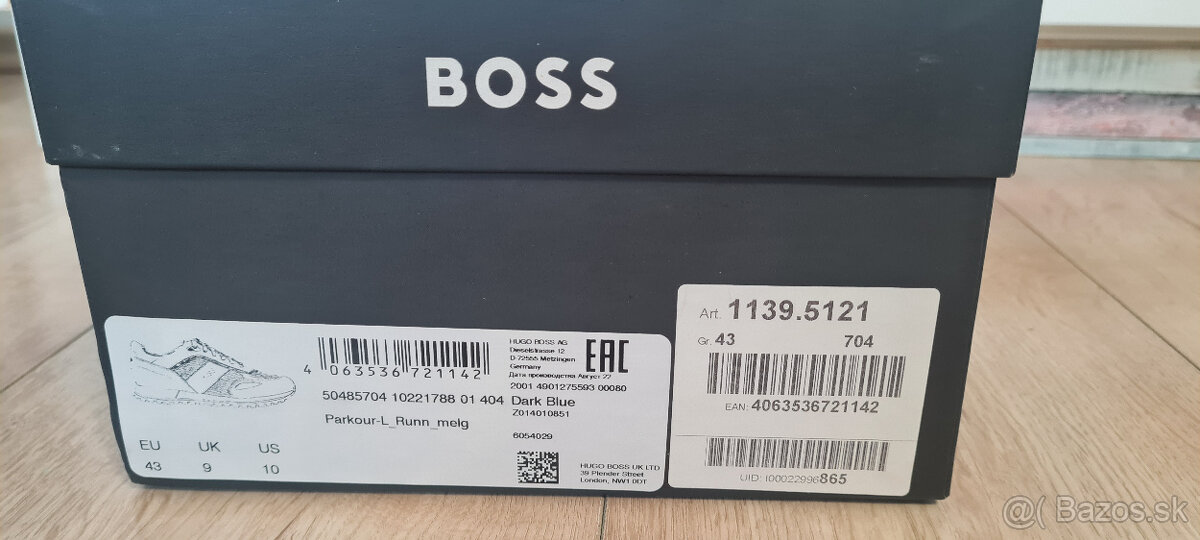 BOSS
4 063536 721142
HUGO BOSS AG
Dieselstrasse 12
D-72555 Metzingen
Germany
Дата производства Август 22
EAC
2001 4901275593 00080
50485704 10221788 01 404 Dark Blue
Z014010851
Parkour-L_Runn_melg
6054029
EU UK US
43 9 10
HUGO BOSS UK LTD
39 Plender Street
London, NW1 0DT
Art. 1139.5121
Gr. 43 704
EAN: 4063536721142
UID: I00022996865
@( Bazos.sk